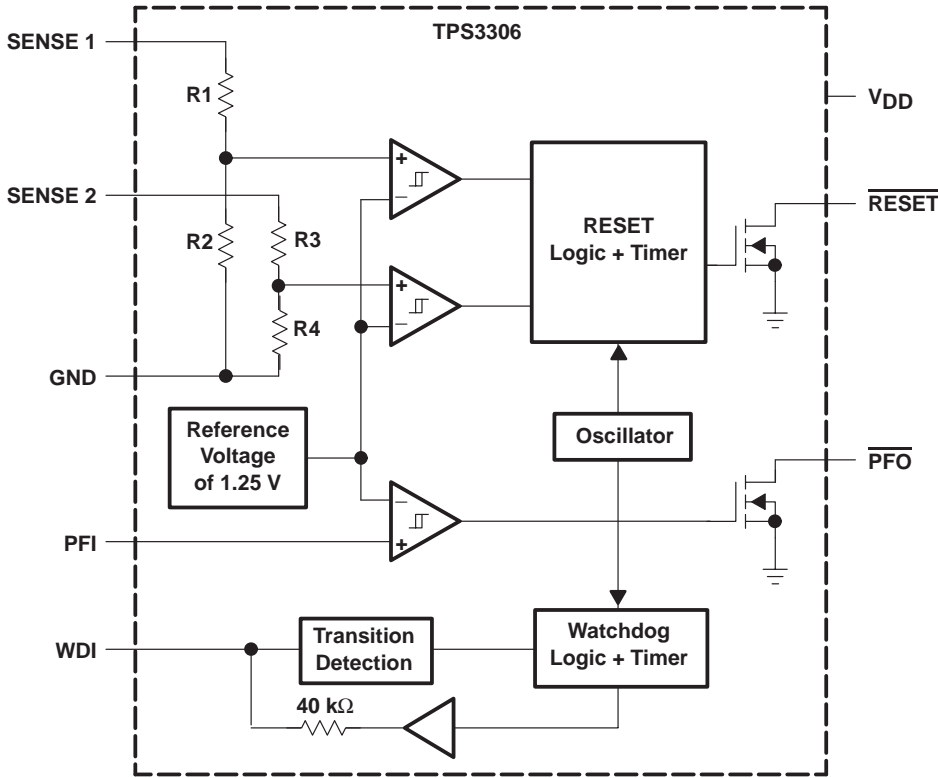 TPS3306
SENSE 1
R1
VDD
+
−
SENSE 2
RESET
R2
R3
RESET
Logic + Timer
+
−
R4
GND
Reference
Voltage
of 1.25 V
Oscillator
PFO
−
+
PFI
WDI
Transition
Detection
Watchdog
Logic + Timer
40 kΩ